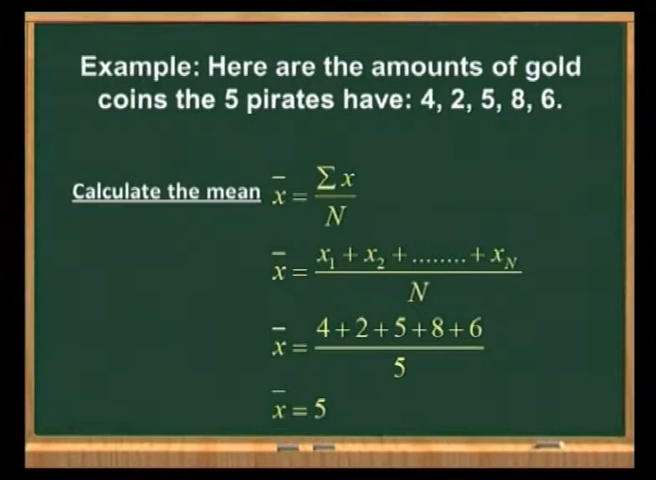 Example: Here are the amounts of gold
coins the 5 pirates have: 4, 2, 5, 8, 6.
Calculate the mean x̄ = Σx / N
x̄ = x₁ + x₂ + ........ + x_N / N
x̄ = 4+2+5+8+6 / 5
x̄ = 5